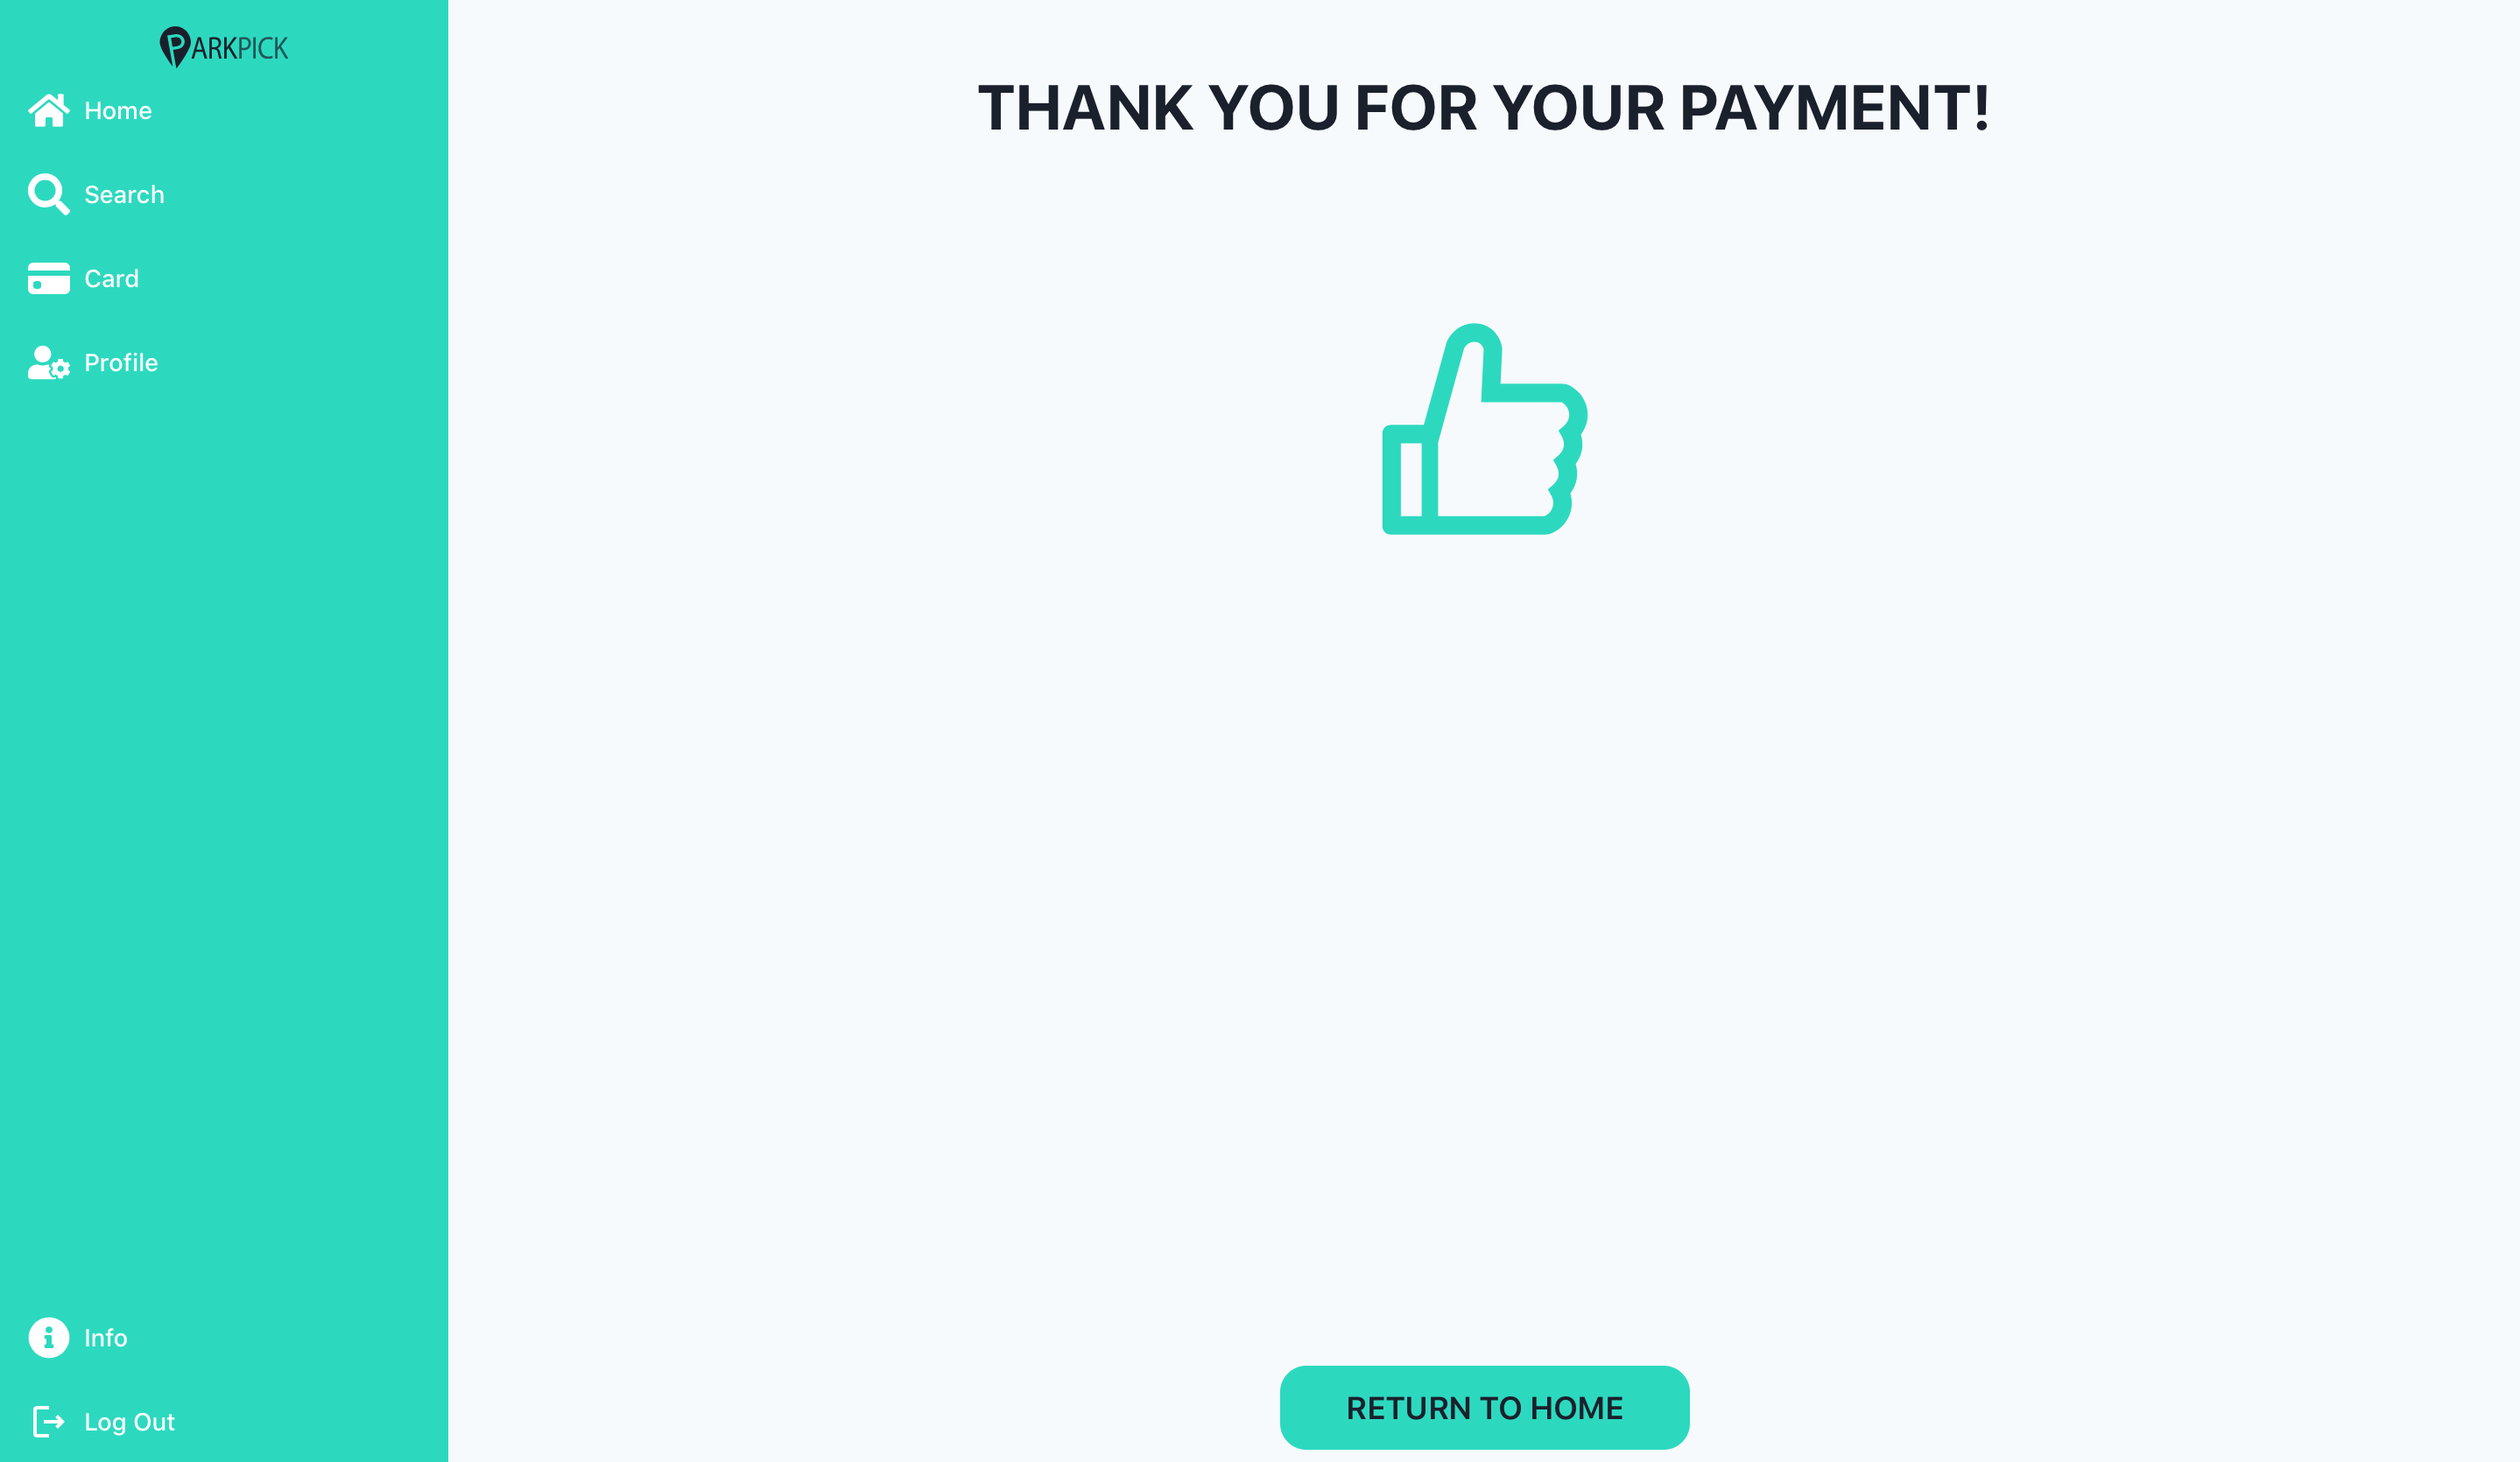 PARKPICK
Home
Search
Card
Profile
Info
Log Out
THANK YOU FOR YOUR PAYMENT!
RETURN TO HOME